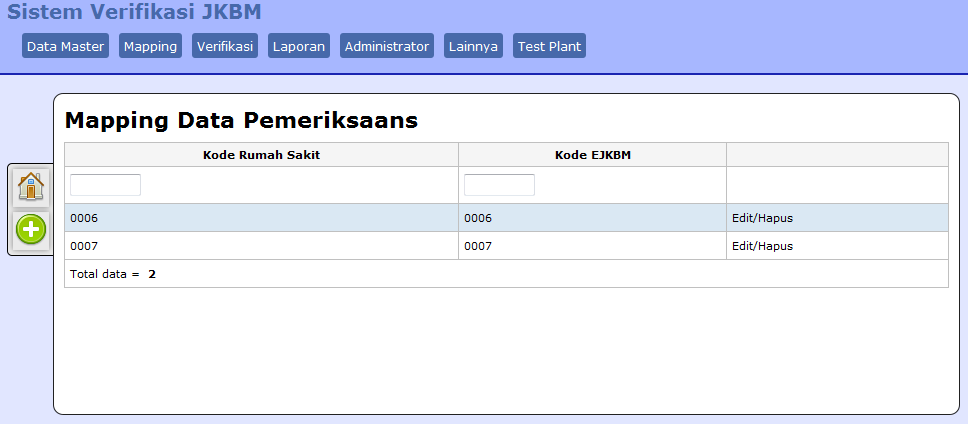 Sistem Verifikasi JKBM
Data Master Mapping Verifikasi Laporan Administrator Lainnya Test Plant
Mapping Data Pemeriksaans
Kode Rumah Sakit Kode EJKBM
0006 0006 Edit/Hapus
0007 0007 Edit/Hapus
Total data = 2